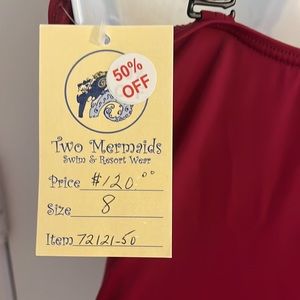 50%
OFF
Two Mermaids
Swim & Resort Wear
Price #120 00
Size 8
Item 72121-50